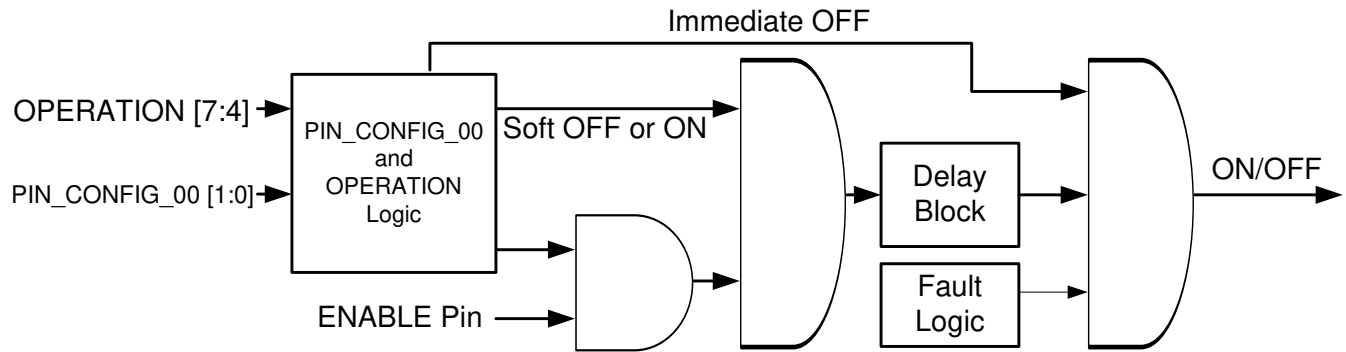 Immediate OFF
OPERATION [7:4]
PIN_CONFIG_00 [1:0]
PIN_CONFIG_00
and
OPERATION
Logic
Soft OFF or ON
ENABLE Pin
Delay
Block
Fault
Logic
ON/OFF